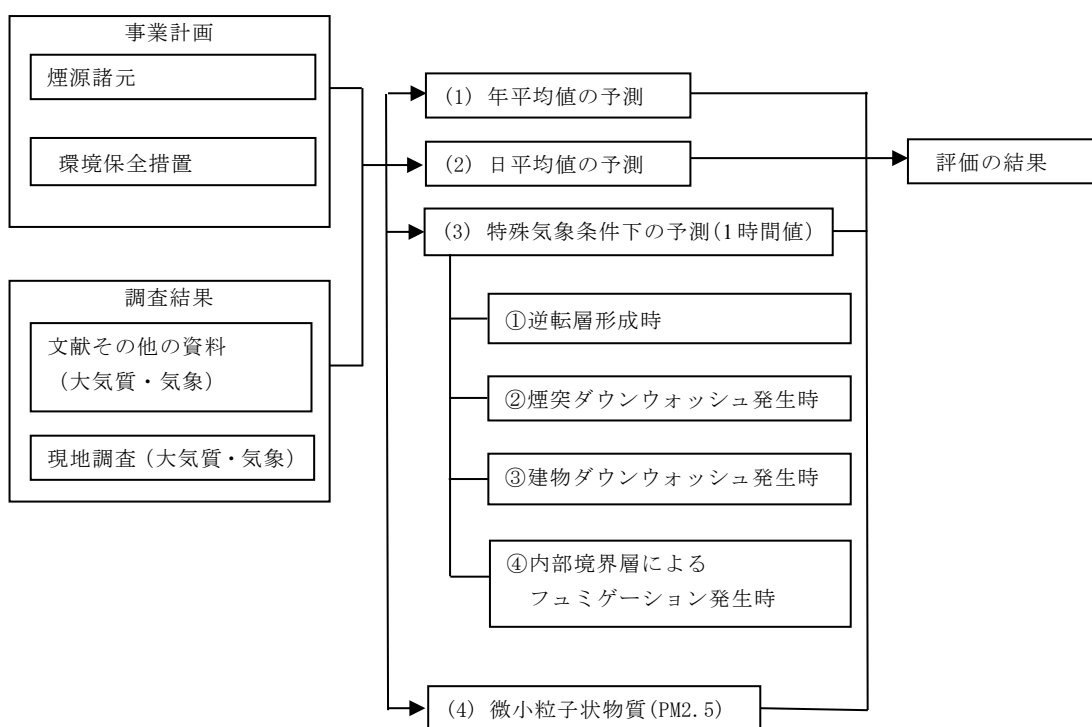 事業計画
煙源諸元
環境保全措置
調査結果
文献その他の資料
（大気質・気象）
現地調査（大気質・気象）
(1) 年平均値の予測
(2) 日平均値の予測
(3) 特殊気象条件下の予測(1時間値)
①逆転層形成時
②煙突ダウンウォッシュ発生時
③建物ダウンウォッシュ発生時
④内部境界層による
フュミゲーション発生時
(4) 微小粒子状物質(PM2.5)
評価の結果